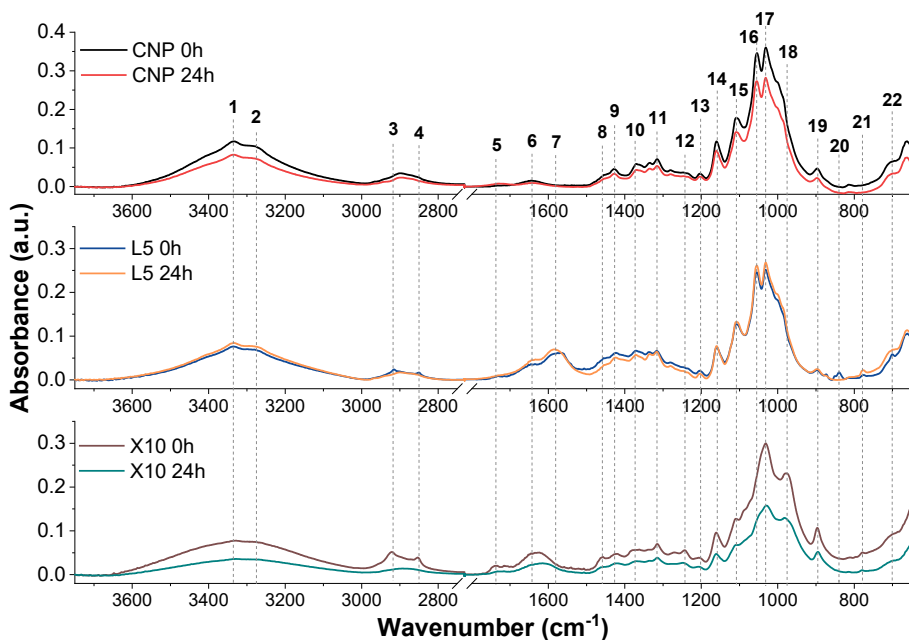 0.4
0.3
0.2
0.1
0.0
CNP 0h
CNP 24h
1 2 3 4 5 6 7 8 9 10 11 12 13 14 15 16 17 18 19 20 21 22
3600 3400 3200 3000 2800 1600 1400 1200 1000 800
0.3
0.2
0.1
0.0
L5 0h
L5 24h
3600 3400 3200 3000 2800 1600 1400 1200 1000 800
0.3
0.2
0.1
0.0
X10 0h
X10 24h
3600 3400 3200 3000 2800 1600 1400 1200 1000 800
Absorbance (a.u.)
Wavenumber (cm⁻¹)